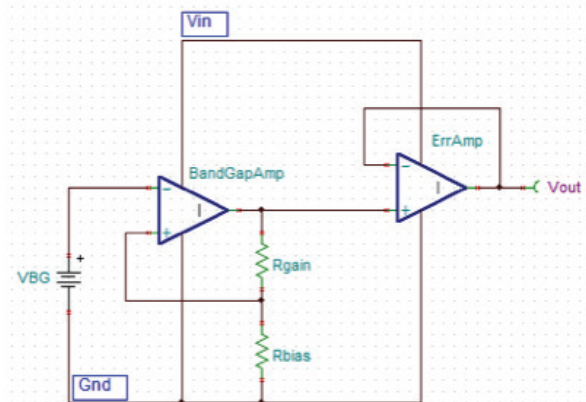 Vin
ErrAmp
BandGapAmp
Vout
Rgain
VBG
Rbias
Gnd